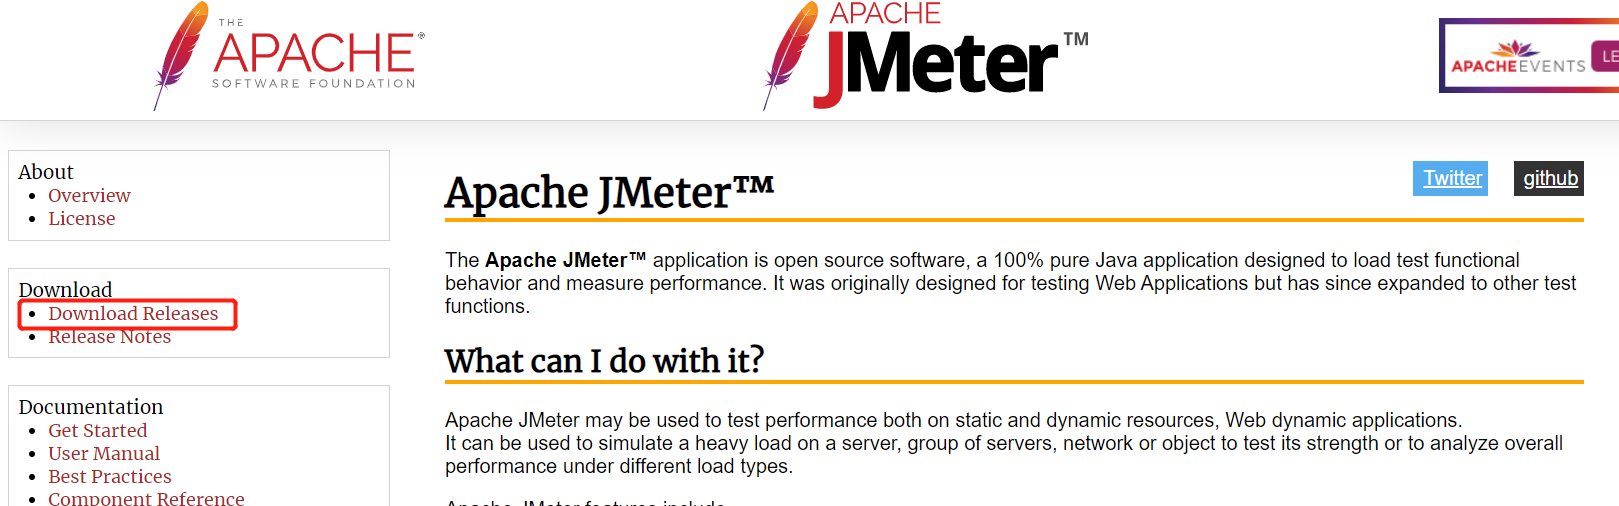 THE
APACHE®
SOFTWARE FOUNDATION
APACHE
JMeter™
APACHEEVENTS
LE
About
Overview
License
Download
Download Releases
Release Notes
Documentation
Get Started
User Manual
Best Practices
Component Reference
Apache JMeter™
Twitter
github
The Apache JMeter™ application is open source software, a 100% pure Java application designed to load test functional
behavior and measure performance. It was originally designed for testing Web Applications but has since expanded to other test
functions.
What can I do with it?
Apache JMeter may be used to test performance both on static and dynamic resources, Web dynamic applications.
It can be used to simulate a heavy load on a server, group of servers, network or object to test its strength or to analyze overall
performance under different load types.
Apache JMeter features include